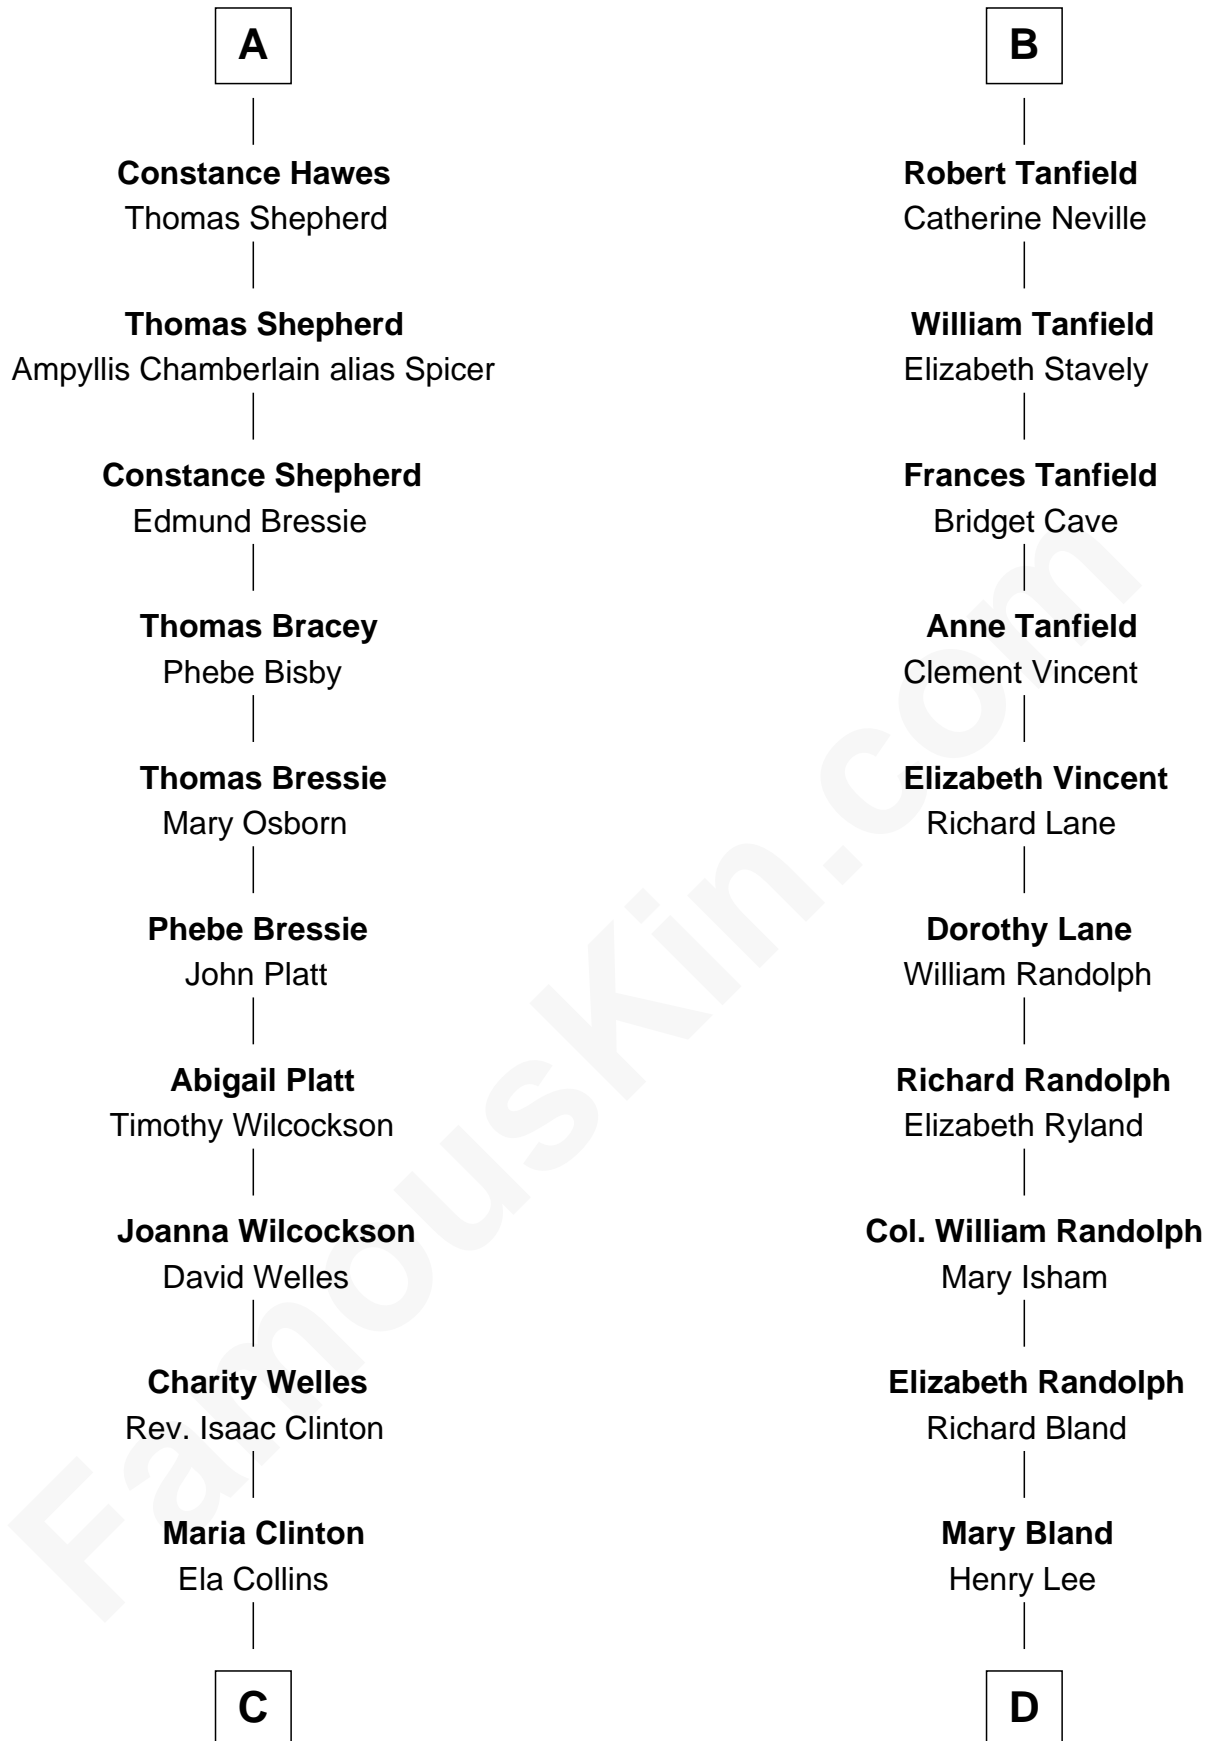 A
Constance Hawes
Thomas Shepherd
Thomas Shepherd
Ampyllis Chamberlain alias Spicer
Constance Shepherd
Edmund Bressie
Thomas Bracey
Phebe Bisby
Thomas Bressie
Mary Osborn
Phebe Bressie
John Platt
Abigail Platt
Timothy Wilcockson
Joanna Wilcockson
David Welles
Charity Welles
Rev. Isaac Clinton
Maria Clinton
Ela Collins
C
B
Robert Tanfield
Catherine Neville
William Tanfield
Elizabeth Stavely
Frances Tanfield
Bridget Cave
Anne Tanfield
Clement Vincent
Elizabeth Vincent
Richard Lane
Dorothy Lane
William Randolph
Richard Randolph
Elizabeth Ryland
Col. William Randolph
Mary Isham
Elizabeth Randolph
Richard Bland
Mary Bland
Henry Lee
D
FamousKin.com